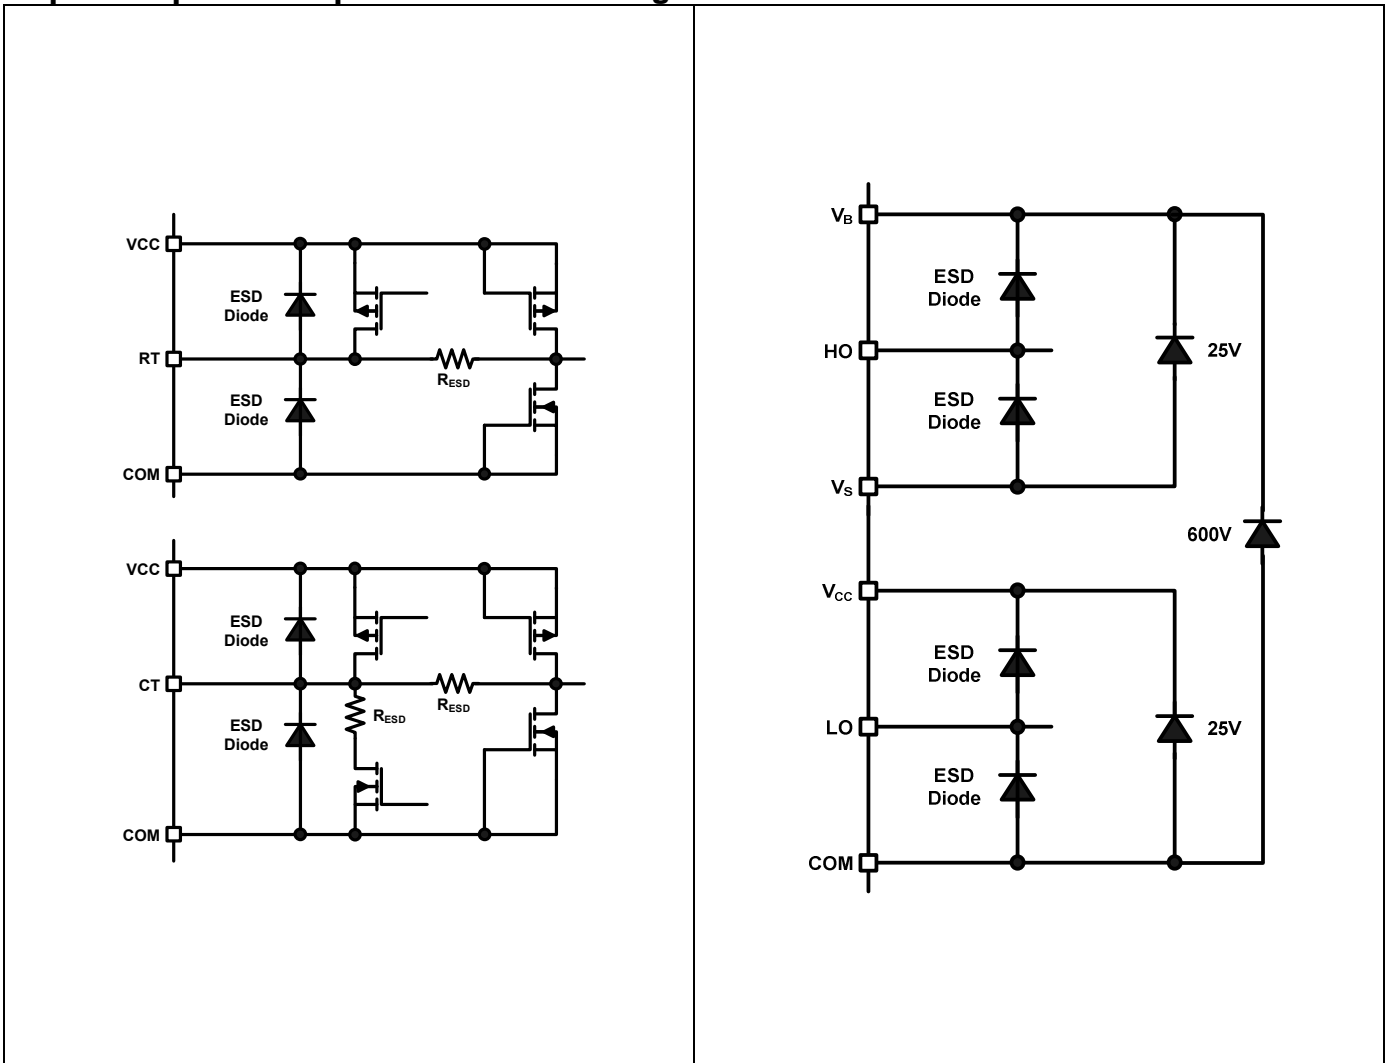 VCC
ESD
Diode
RT
RESD
ESD
Diode
COM
VCC
ESD
Diode
CT
RESD
RESD
ESD
Diode
COM
VB
ESD
Diode
HO
25V
ESD
Diode
VS
600V
VCC
ESD
Diode
LO
25V
ESD
Diode
COM